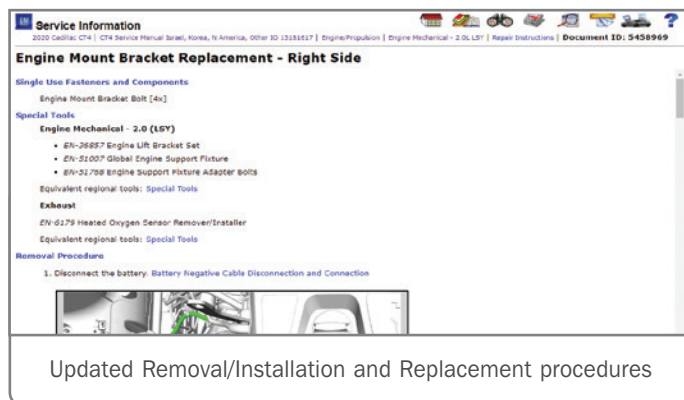 GM Service Information
2020 Cadillac CT4 | CT4 Service Manual Israel, Korea, N America, Other IO 13151617 | Engine/Propulsion | Engine Mechanical - 2.0L LSY | Repair Instructions | Document ID: 5458969
?
Engine Mount Bracket Replacement - Right Side
Single Use Fasteners and Components
Engine Mount Bracket Bolt [4x]
Special Tools
Engine Mechanical - 2.0 (LSY)
• EN-36857 Engine Lift Bracket Set
• EN-51007 Global Engine Support Fixture
• EN-51788 Engine Support Fixture Adapter Bolts
Equivalent regional tools: Special Tools
Exhaust
EN-6179 Heated Oxygen Sensor Remover/Installer
Equivalent regional tools: Special Tools
Removal Procedure
1. Disconnect the battery. Battery Negative Cable Disconnection and Connection
Updated Removal/Installation and Replacement procedures